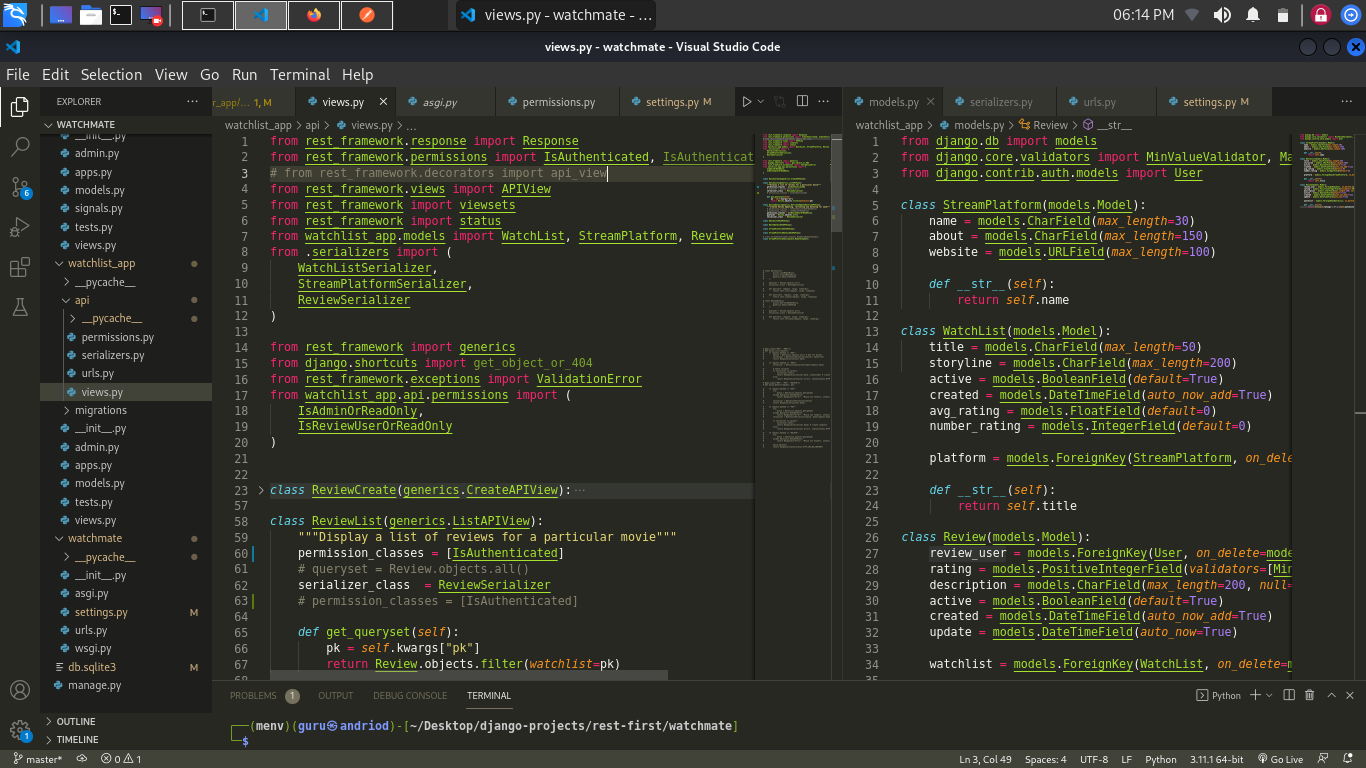 views.py - watchmate - ...
06:14 PM
views.py - watchmate - Visual Studio Code
File Edit Selection View Go Run Terminal Help
EXPLORER ...
r_app/... 1, M
views.py
asgi.py
permissions.py
settings.py M
models.py
serializers.py
urls.py
settings.py M
WATCHMATE
__init__.py
admin.py
apps.py
models.py
signals.py
tests.py
views.py
watchlist_app
__pycache__
api
__pycache__
permissions.py
serializers.py
urls.py
views.py
migrations
__init__.py
admin.py
apps.py
models.py
tests.py
views.py
watchmate
__pycache__
__init__.py
asgi.py
settings.py M
urls.py
wsgi.py
db.sqlite3 M
manage.py
OUTLINE
TIMELINE
6
1
watchlist_app > api > views.py > ...
1 from rest_framework.response import Response
2 from rest_framework.permissions import IsAuthenticated, IsAuthenticat
3 # from rest_framework.decorators import api_view
4 from rest_framework.views import APIView
5 from rest_framework import viewsets
6 from rest_framework import status
7 from watchlist_app.models import WatchList, StreamPlatform, Review
8 from .serializers import (
9 WatchListSerializer,
10 StreamPlatformSerializer,
11 ReviewSerializer
12 )
13
14 from rest_framework import generics
15 from django.shortcuts import get_object_or_404
16 from rest_framework.exceptions import ValidationError
17 from watchlist_app.api.permissions import (
18 IsAdminOrReadOnly,
19 IsReviewUserOrReadOnly
20 )
21
22
23 class ReviewCreate(generics.CreateAPIView): ...
57
58 class ReviewList(generics.ListAPIView):
59 """Display a list of reviews for a particular movie"""
60 permission_classes = [IsAuthenticated]
61 # queryset = Review.objects.all()
62 serializer_class  = ReviewSerializer
63 # permission_classes = [IsAuthenticated]
64
65 def get_queryset(self):
66 pk = self.kwargs["pk"]
67 return Review.objects.filter(watchlist=pk)
68
watchlist_app > models.py > Review > __str__
1 from django.db import models
2 from django.core.validators import MinValueValidator, Ma
3 from django.contrib.auth.models import User
4
5 class StreamPlatform(models.Model):
6 name = models.CharField(max_length=30)
7 about = models.CharField(max_length=150)
8 website = models.URLField(max_length=100)
9
10 def __str__(self):
11 return self.name
12
13 class WatchList(models.Model):
14 title = models.CharField(max_length=50)
15 storyline = models.CharField(max_length=200)
16 active = models.BooleanField(default=True)
17 created = models.DateTimeField(auto_now_add=True)
18 avg_rating = models.FloatField(default=0)
19 number_rating = models.IntegerField(default=0)
20
21 platform = models.ForeignKey(StreamPlatform, on_dele
22
23 def __str__(self):
24 return self.title
25
26 class Review(models.Model):
27 review_user = models.ForeignKey(User, on_delete=mode
28 rating = models.PositiveIntegerField(validators=[Min
29 description = models.CharField(max_length=200, null=
30 active = models.BooleanField(default=True)
31 created = models.DateTimeField(auto_now_add=True)
32 update = models.DateTimeField(auto_now=True)
33
34 watchlist = models.ForeignKey(WatchList, on_delete=m
35
PROBLEMS 1 OUTPUT DEBUG CONSOLE TERMINAL
Python
(menv)(guru㉿andriod)-[~/Desktop/django-projects/rest-first/watchmate]
$
master* 0 1
Ln 3, Col 49 Spaces: 4 UTF-8 LF Python 3.11.1 64-bit Go Live